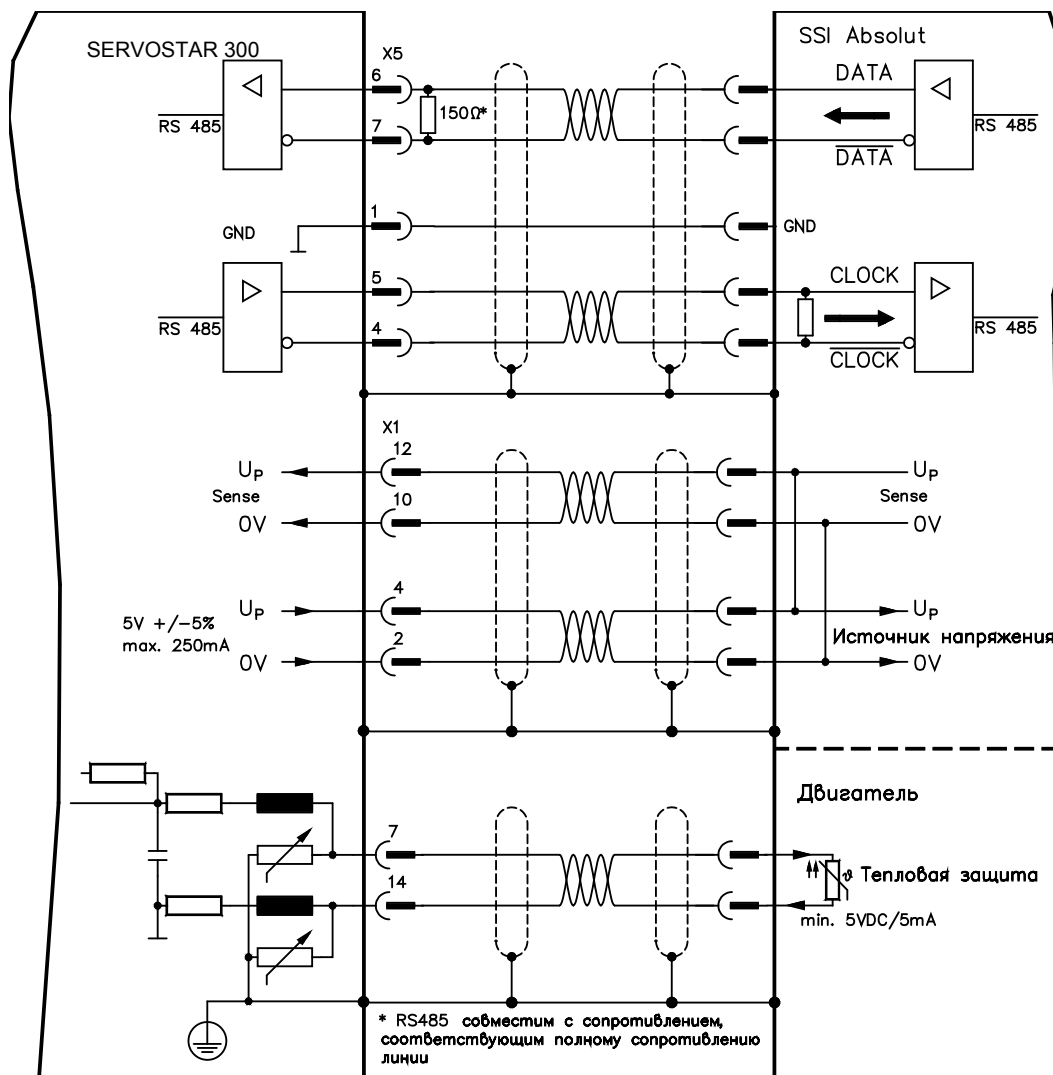 SERVOSTAR 300
X5
SSI Absolut
6
DATA
150Ω*
RS 485
RS 485
7
DATA
1
GND
GND
5
CLOCK
RS 485
RS 485
4
CLOCK
X1
12
UP
UP
Sense
Sense
10
0V
0V
4
UP
UP
5V +/-5%
max. 250mA
Источник напряжения
2
0V
0V
Двигатель
7
ϑ Тепловая защита
14
min. 5VDC/5mA
* RS485 совместим с сопротивлением,
соответствующим полному сопротивлению
линии